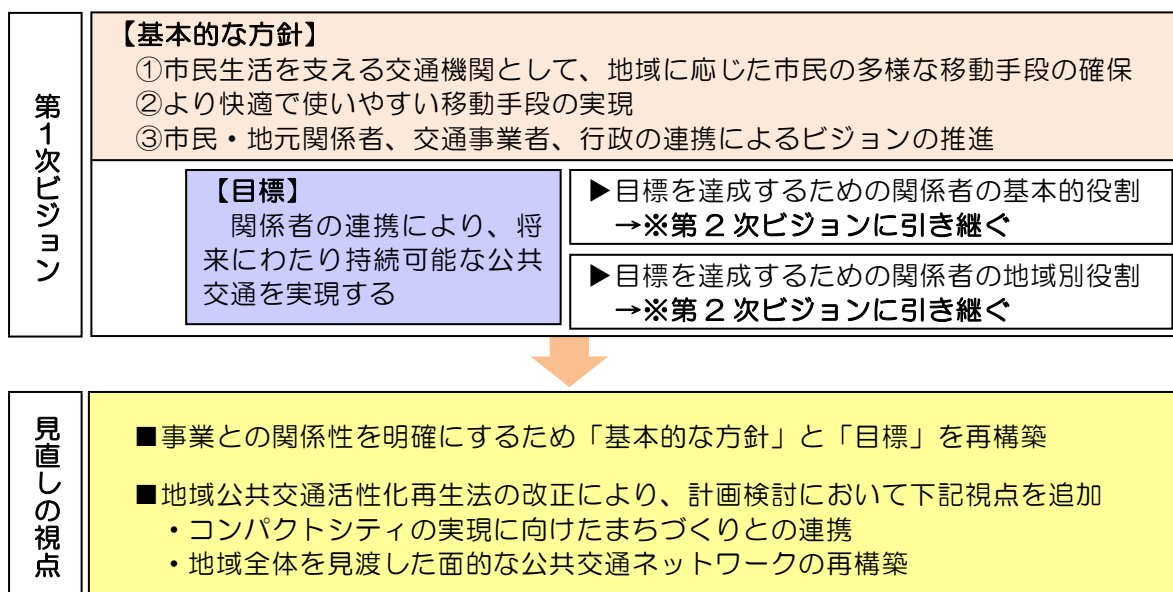 第1次ビジョン
【基本的な方針】
①市民生活を支える交通機関として、地域に応じた市民の多様な移動手段の確保
②より快適で使いやすい移動手段の実現
③市民・地元関係者、交通事業者、行政の連携によるビジョンの推進
【目標】
関係者の連携により、将
来にわたり持続可能な公共
交通を実現する
▶目標を達成するための関係者の基本的役割
→※第2次ビジョンに引き継ぐ
▶目標を達成するための関係者の地域別役割
→※第2次ビジョンに引き継ぐ
見直しの視点
■事業との関係性を明確にするため「基本的な方針」と「目標」を再構築
■地域公共交通活性化再生法の改正により、計画検討において下記視点を追加
・コンパクトシティの実現に向けたまちづくりとの連携
・地域全体を見渡した面的な公共交通ネットワークの再構築